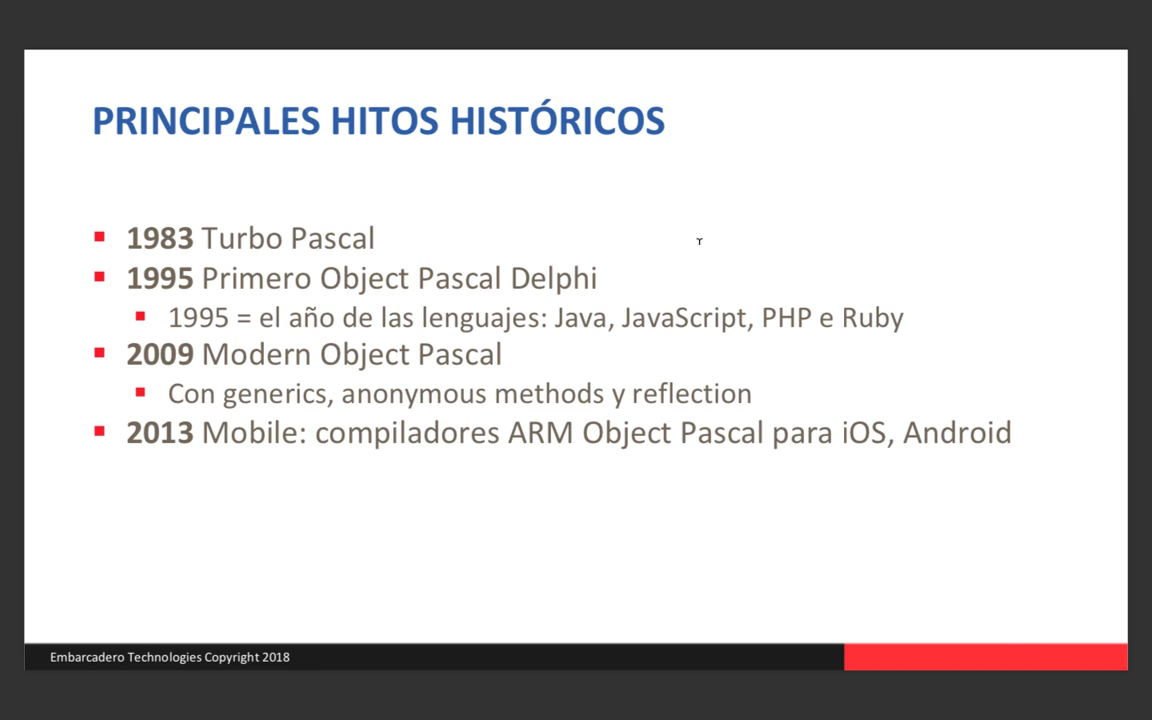 PRINCIPALES HITOS HISTÓRICOS
1983 Turbo Pascal
1995 Primero Object Pascal Delphi
1995 = el año de las lenguajes: Java, JavaScript, PHP e Ruby
2009 Modern Object Pascal
Con generics, anonymous methods y reflection
2013 Mobile: compiladores ARM Object Pascal para iOS, Android
Embarcadero Technologies Copyright 2018